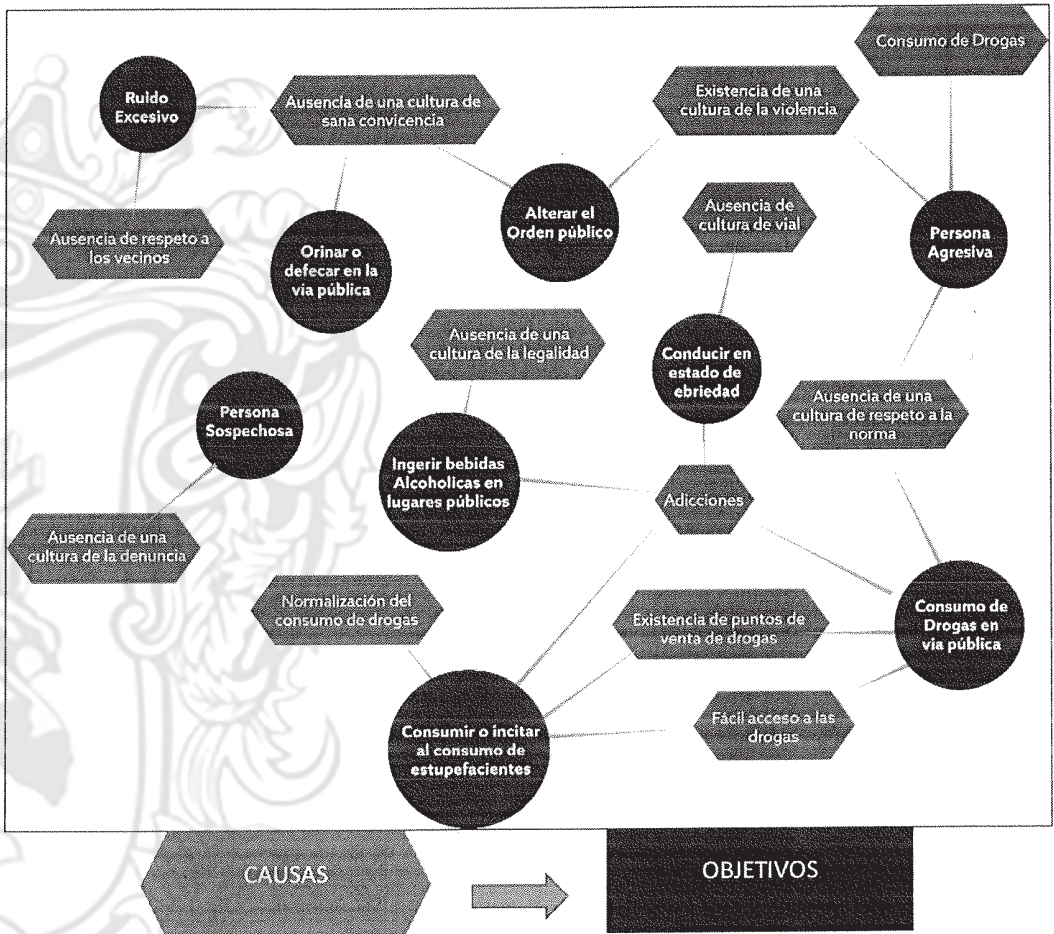 Consumo de Drogas
Ruido
Excesivo
Ausencia de una cultura de
sana convicencia
Existencia de una
cultura de la violencia
Ausencia de respeto a
los vecinos
Orinar o
defecar en la
via pública
Alterar el
Orden público
Ausencia de
cultura de vial
Persona
Agresiva
Ausencia de una
cultura de la legalidad
Conducir en
estado de
ebriedad
Persona
Sospechosa
Ausencia de una
cultura de respeto a la
norma
Ingerir bebidas
Alcoholicas en
lugares públicos
Adicciones
Ausencia de una
cultura de la denuncia
Normalización del
consumo de drogas
Existencia de puntos de
venta de drogas
Consumo de
Drogas en
via pública
Consumir o incitar
al consumo de
estupefacientes
Fácil acceso a las
drogas
CAUSAS
OBJETIVOS